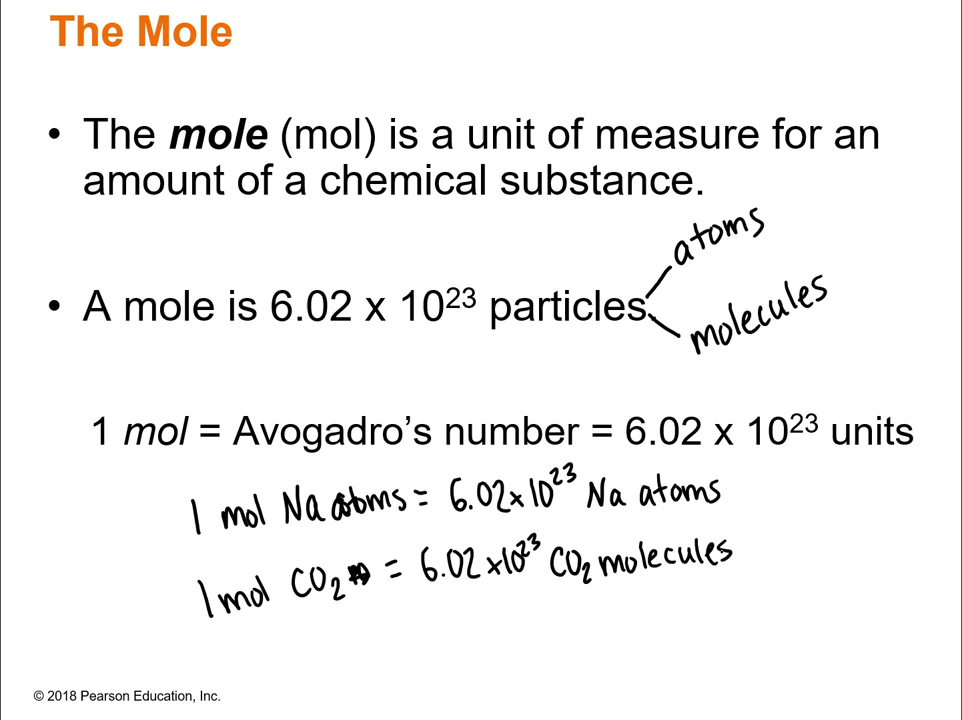 The Mole
• The mole (mol) is a unit of measure for an
amount of a chemical substance.
atoms
• A mole is 6.02 x 10²³ particles
molecules
1 mol = Avogadro’s number = 6.02 x 10²³ units
1 mol Na atoms = 6.02 x 10²³ Na atoms
1 mol CO₂ = 6.02 x 10²³ CO₂ molecules
© 2018 Pearson Education, Inc.